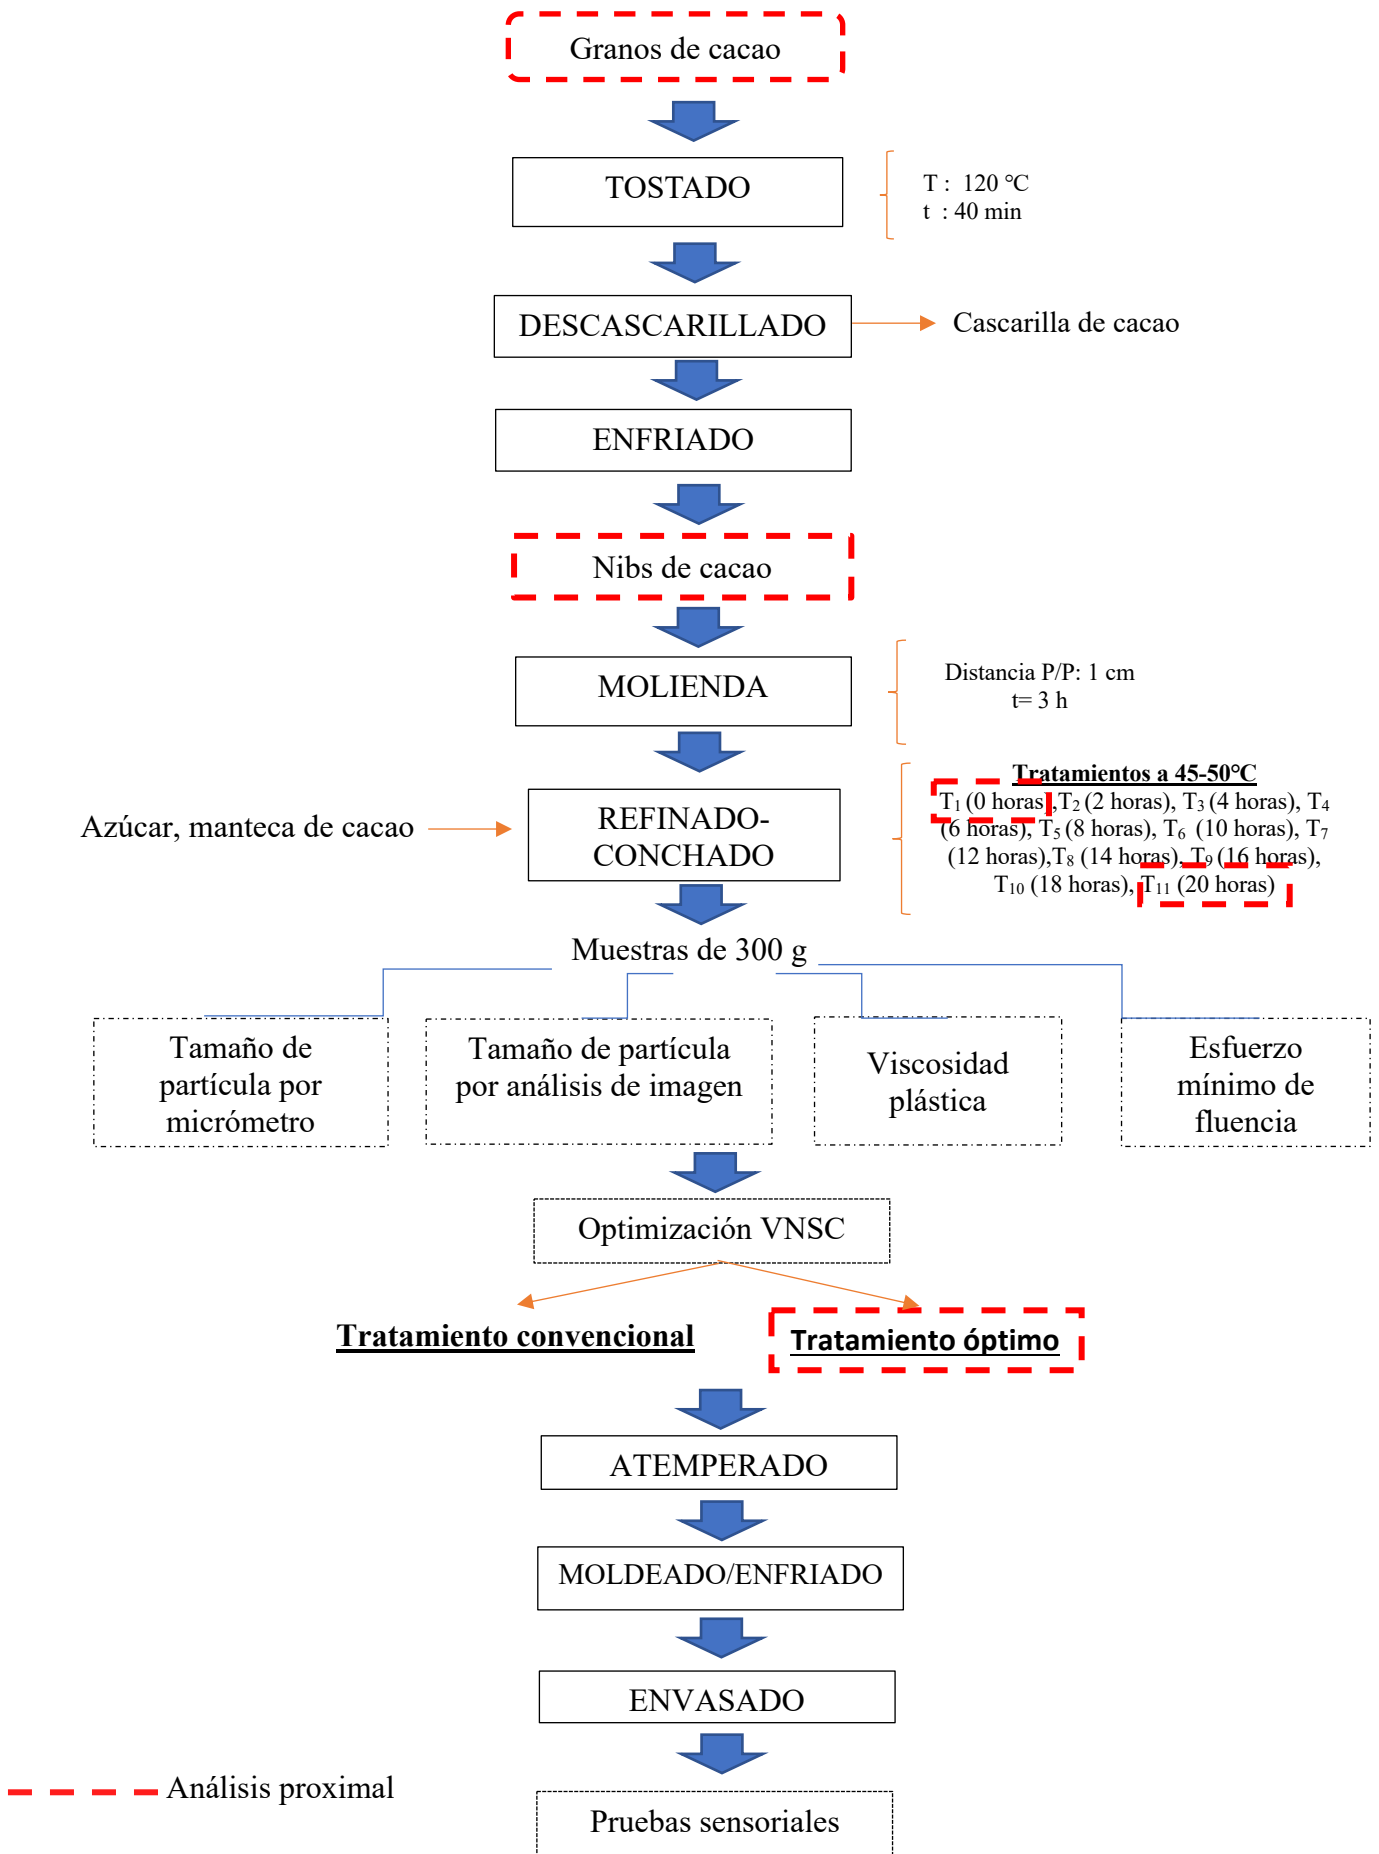 Granos de cacao
TOSTADO
T :  120 °C
t  : 40 min
DESCASCARILLADO
Cascarilla de cacao
ENFRIADO
Nibs de cacao
MOLIENDA
Distancia P/P: 1 cm
t= 3 h
Tratamientos a 45-50°C
T₁ (0 horas) ,T₂ (2 horas), T₃ (4 horas), T₄
(6 horas), T₅ (8 horas), T₆ (10 horas), T₇
(12 horas),T₈ (14 horas), T₉ (16 horas),
T₁₀ (18 horas), T₁₁ (20 horas)
Azúcar, manteca de cacao
REFINADO-
CONCHADO
Muestras de 300 g
Tamaño de
partícula por
micrómetro
Tamaño de partícula
por análisis de imagen
Viscosidad
plástica
Esfuerzo
mínimo de
fluencia
Optimización VNSC
Tratamiento convencional
Tratamiento óptimo
ATEMPERADO
MOLDEADO/ENFRIADO
ENVASADO
Análisis proximal
Pruebas sensoriales